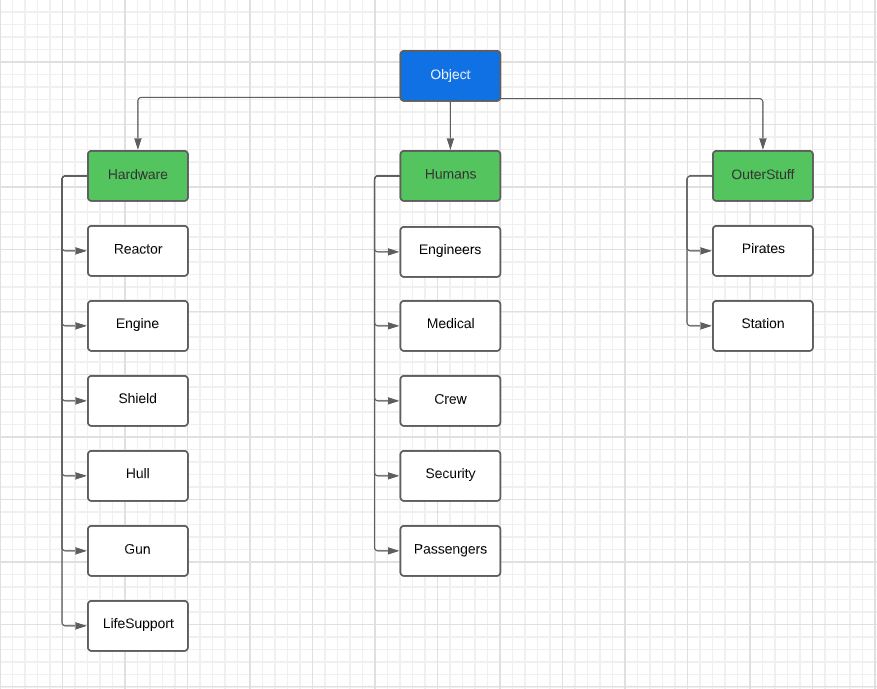 Object
Hardware
Humans
OuterStuff
Reactor
Engineers
Pirates
Engine
Medical
Station
Shield
Crew
Hull
Security
Gun
Passengers
LifeSupport